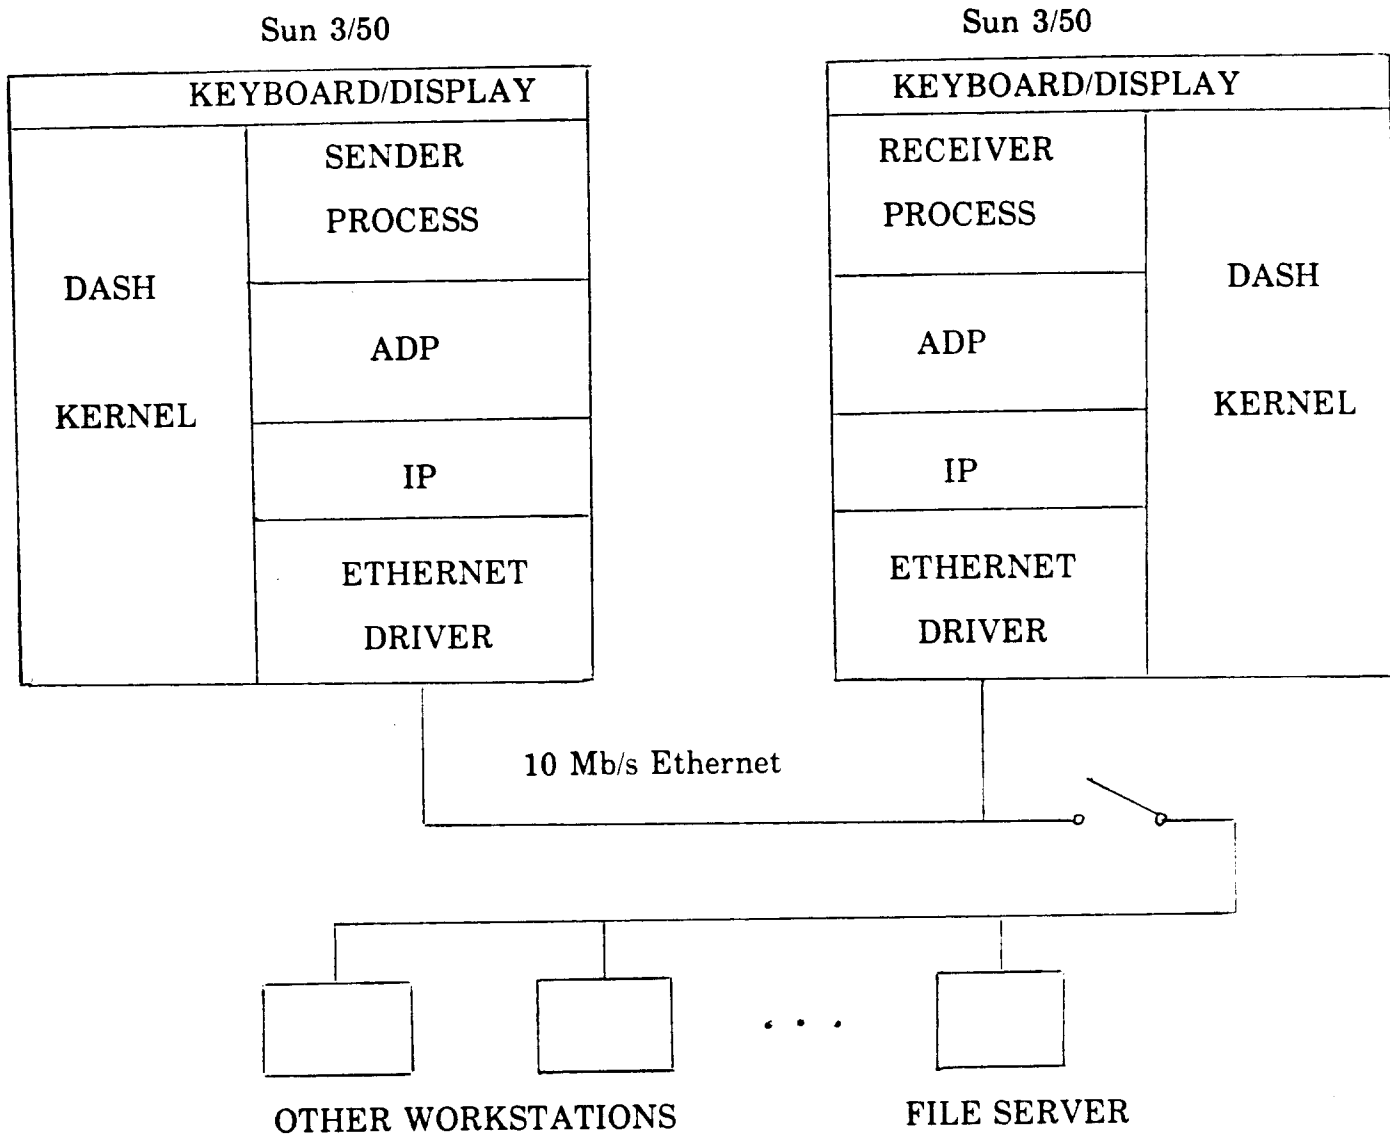 Sun 3/50
KEYBOARD/DISPLAY
SENDER
PROCESS
DASH
KERNEL
ADP
IP
ETHERNET
DRIVER
Sun 3/50
KEYBOARD/DISPLAY
RECEIVER
PROCESS
DASH
KERNEL
ADP
IP
ETHERNET
DRIVER
10 Mb/s Ethernet
. . .
OTHER WORKSTATIONS
FILE SERVER